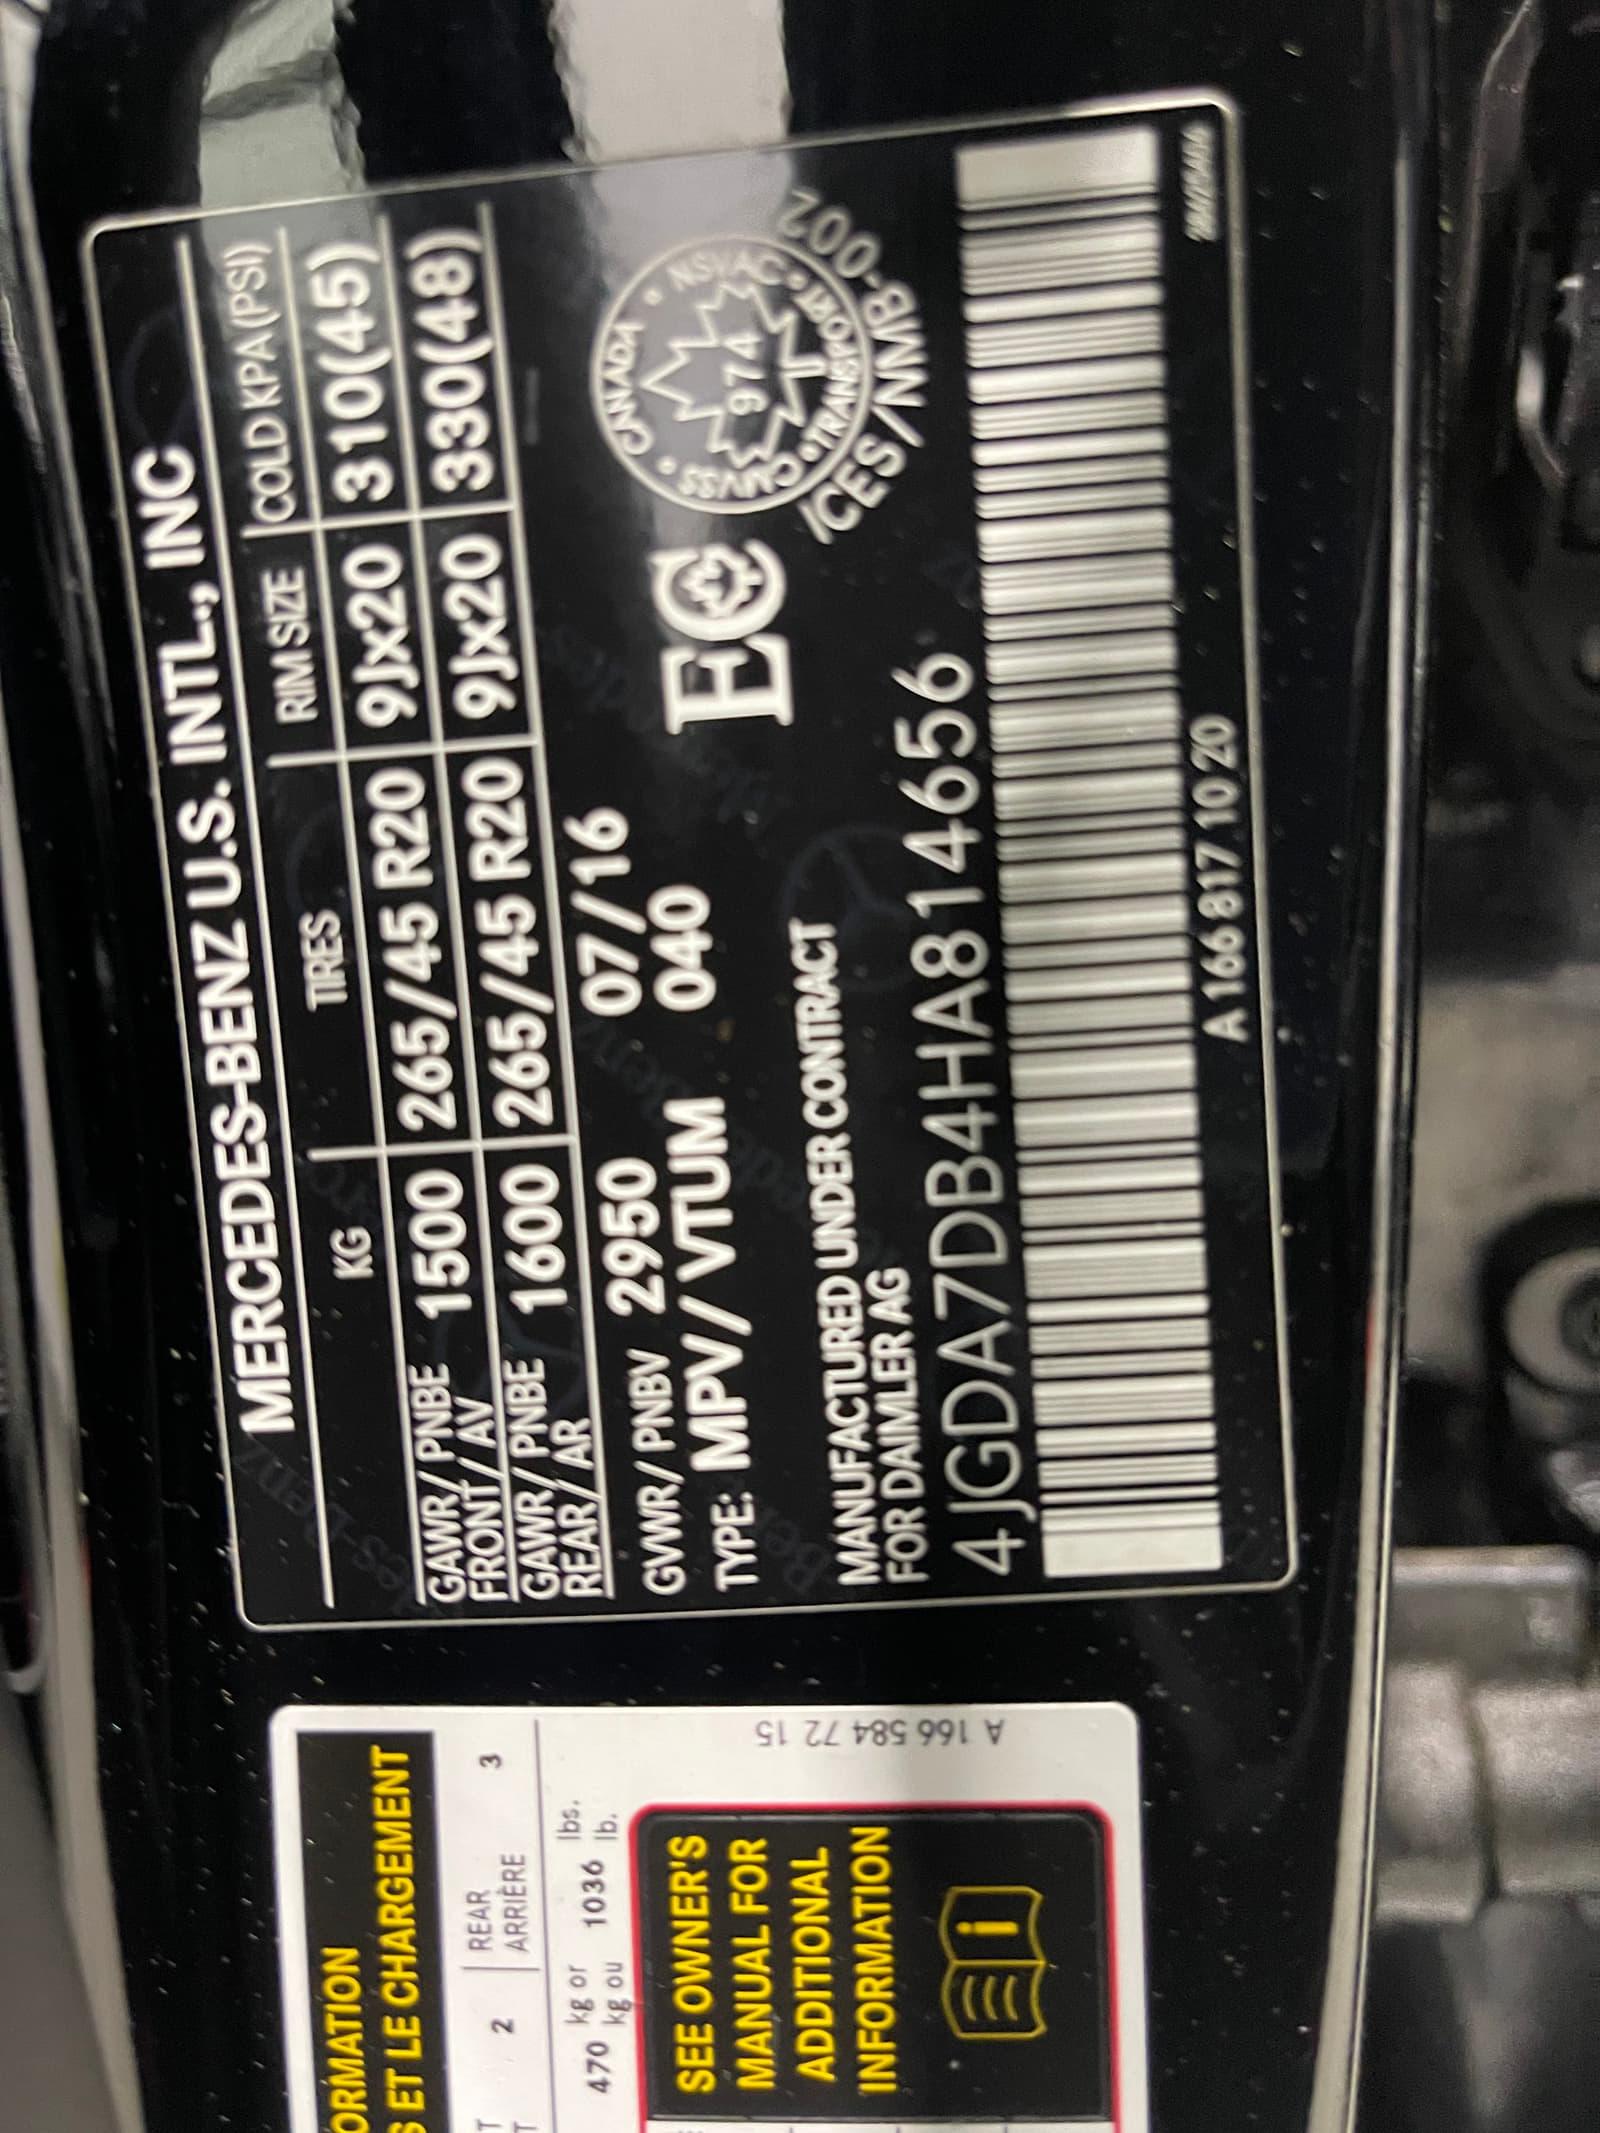 MERCEDES-BENZ U.S. INTL., INC
KG TIRES RIM SIZE COLD KPA(PSI)
GAWR/PNBE FRONT/AV 1500 265/45 R20 9Jx20 310(45)
GAWR/PNBE REAR/AR 1600 265/45 R20 9Jx20 330(48)
GVWR/PNBV 2950 07/16
TYPE: MPV/VTUM 040
EC
CANADA • NSVAC • TRANSPORT • CMVSS •
974
ICES/NMB-002
MANUFACTURED UNDER CONTRACT
FOR DAIMLER AG
4JGDA7DB4HA814656
A 166 817 10 20
ORMATION
S ET LE CHARGEMENT
T 2 REAR 3
T ARRIÈRE
470 kg or 1036 lbs.
kg ou lb.
SEE OWNER'S
MANUAL FOR
ADDITIONAL
INFORMATION
i
A 166 584 72 15